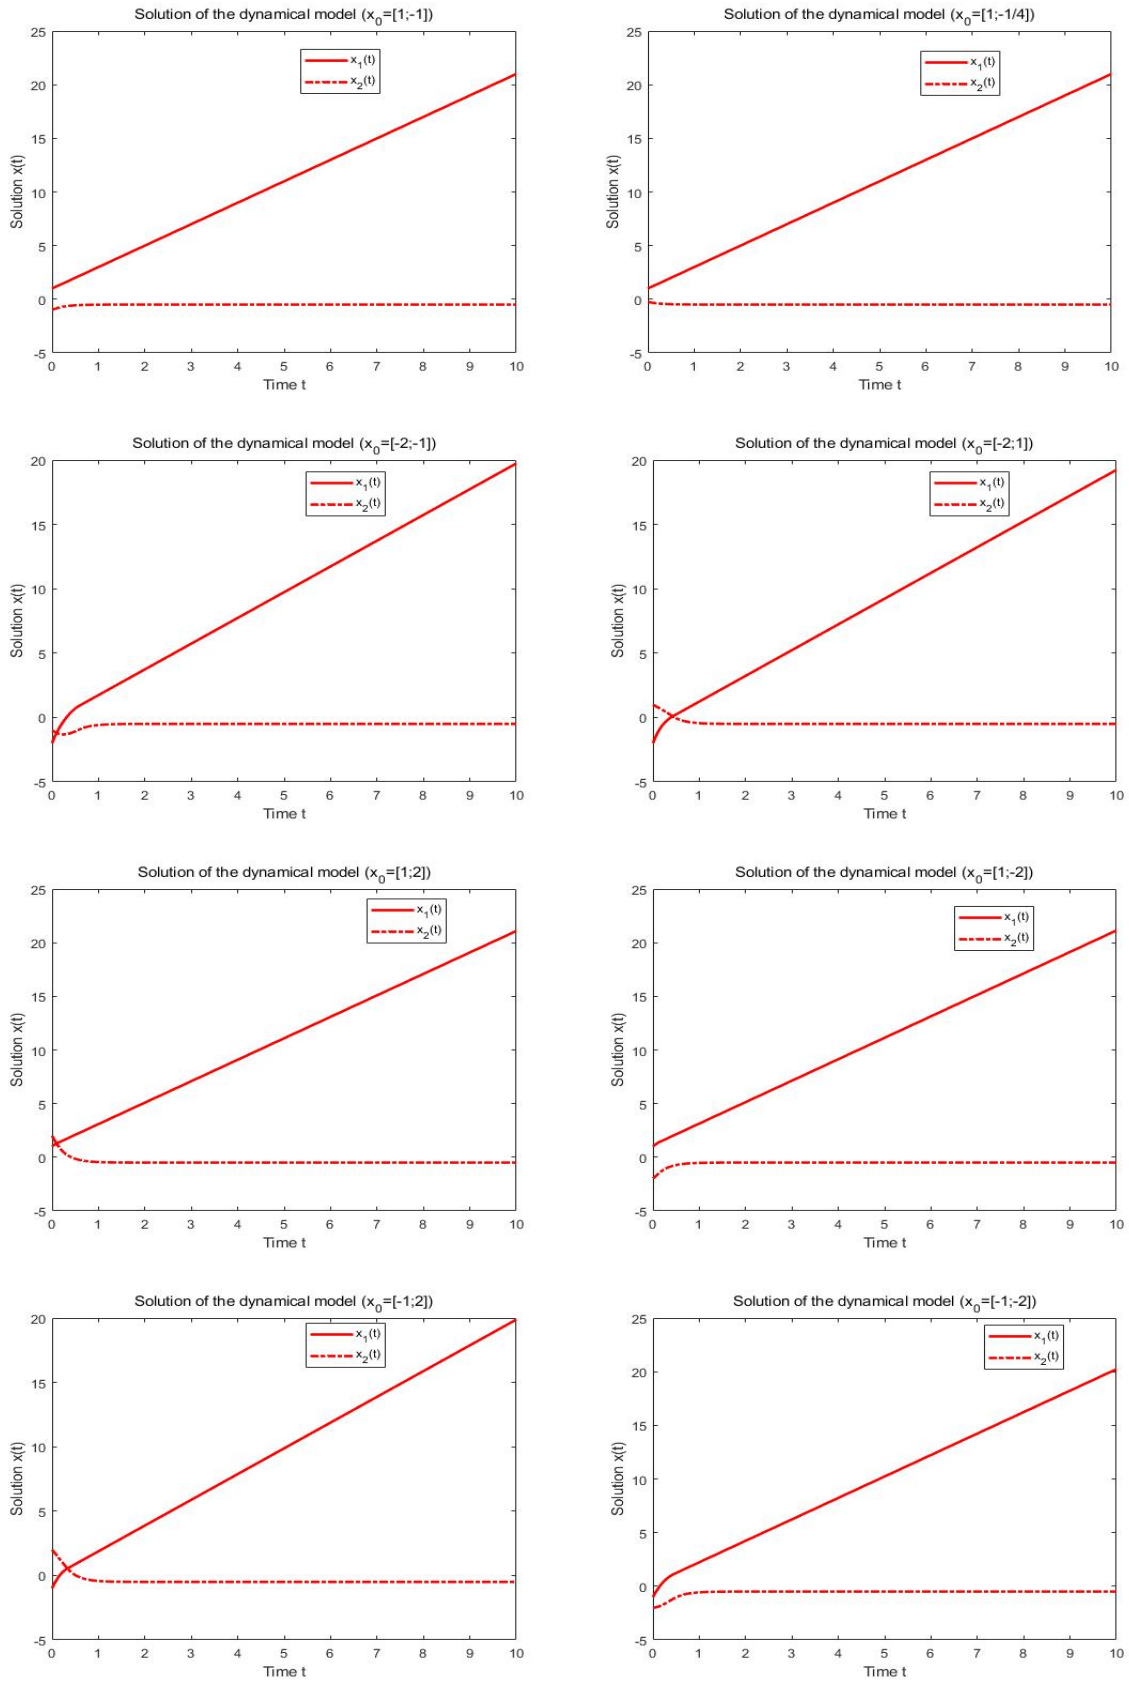 Solution of the dynamical model (x0=[1;-1])
25
20
15
10
5
0
-5
Solution x(t)
x1(t)
x2(t)
0 1 2 3 4 5 6 7 8 9 10
Time t
Solution of the dynamical model (x0=[1;-1/4])
25
20
15
10
5
0
-5
Solution x(t)
x1(t)
x2(t)
0 1 2 3 4 5 6 7 8 9 10
Time t
Solution of the dynamical model (x0=[-2;-1])
20
15
10
5
0
-5
Solution x(t)
x1(t)
x2(t)
0 1 2 3 4 5 6 7 8 9 10
Time t
Solution of the dynamical model (x0=[-2;1])
20
15
10
5
0
-5
Solution x(t)
x1(t)
x2(t)
0 1 2 3 4 5 6 7 8 9 10
Time t
Solution of the dynamical model (x0=[1;2])
25
20
15
10
5
0
-5
Solution x(t)
x1(t)
x2(t)
0 1 2 3 4 5 6 7 8 9 10
Time t
Solution of the dynamical model (x0=[1;-2])
25
20
15
10
5
0
-5
Solution x(t)
x1(t)
x2(t)
0 1 2 3 4 5 6 7 8 9 10
Time t
Solution of the dynamical model (x0=[-1;2])
20
15
10
5
0
-5
Solution x(t)
x1(t)
x2(t)
0 1 2 3 4 5 6 7 8 9 10
Time t
Solution of the dynamical model (x0=[-1;-2])
25
20
15
10
5
0
-5
Solution x(t)
x1(t)
x2(t)
0 1 2 3 4 5 6 7 8 9 10
Time t